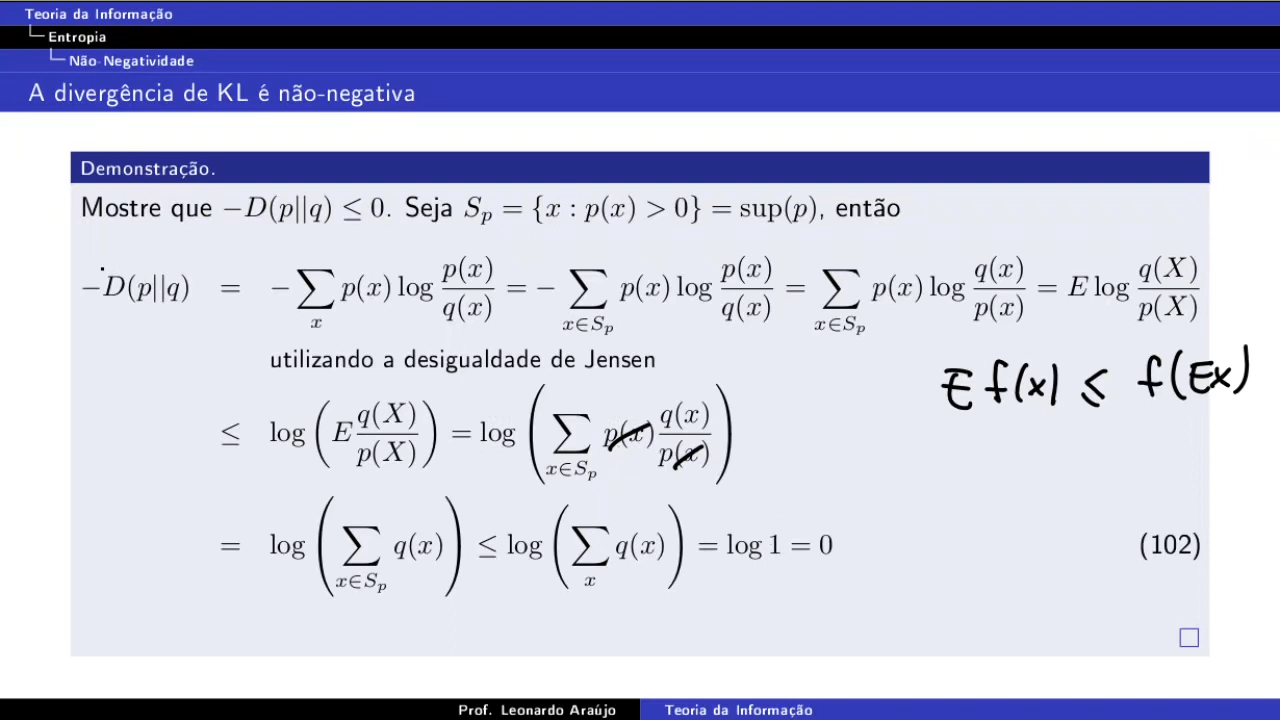 Teoria da Informação
Entropia
Não-Negatividade
A divergência de KL é não-negativa
Demonstração.
Mostre que −D(p||q) ≤ 0. Seja S_p = {x : p(x) > 0} = sup(p), então
−D(p||q) = −∑_x p(x) log p(x)/q(x) = −∑_{x∈S_p} p(x) log p(x)/q(x) = ∑_{x∈S_p} p(x) log q(x)/p(x) = E log q(X)/p(X)
utilizando a desigualdade de Jensen
E f(x) ≤ f(Ex)
≤ log(E q(X)/p(X)) = log(∑_{x∈S_p} p(x) q(x)/p(x))
= log(∑_{x∈S_p} q(x)) ≤ log(∑_x q(x)) = log 1 = 0 (102)
Prof. Leonardo Araújo Teoria da Informação